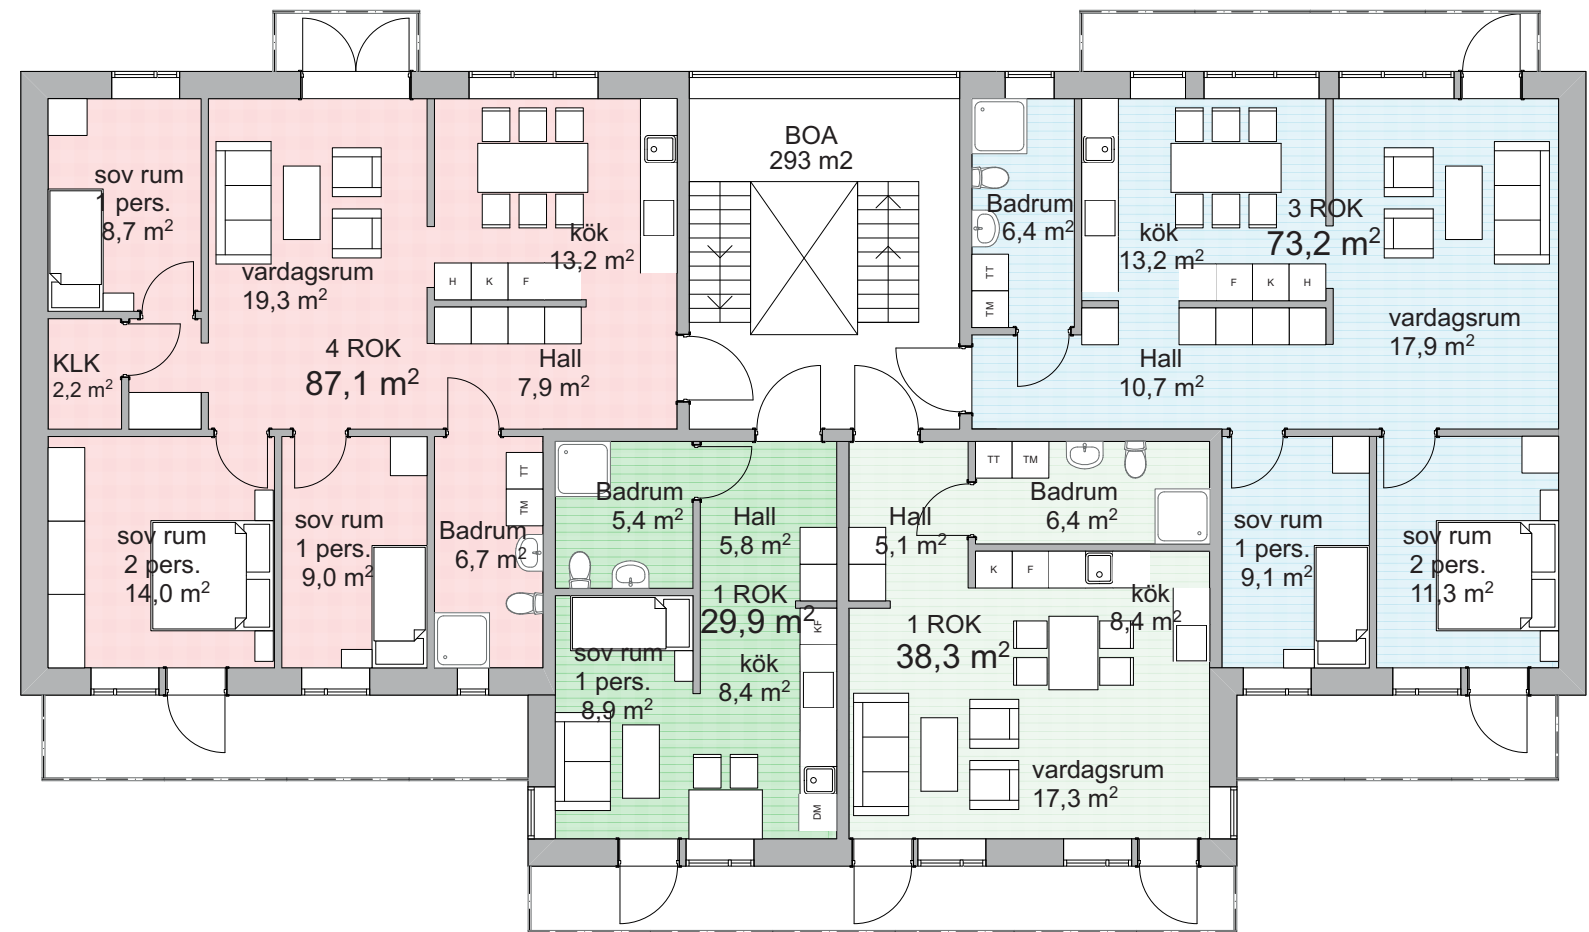 BOA
293 m2
sov rum
1 pers.
8,7 m²
vardagsrum
19,3 m²
kök
13,2 m²
H
K
F
4 ROK
87,1 m²
Hall
7,9 m²
KLK
2,2 m²
sov rum
2 pers.
14,0 m²
sov rum
1 pers.
9,0 m²
TT
TM
Badrum
6,7 m²
Badrum
6,4 m²
TT
TM
kök
13,2 m²
F
K
H
3 ROK
73,2 m²
vardagsrum
17,9 m²
Hall
10,7 m²
sov rum
1 pers.
9,1 m²
sov rum
2 pers.
11,3 m²
Badrum
5,4 m²
Hall
5,8 m²
1 ROK
29,9 m²
KF
sov rum
1 pers.
8,9 m²
kök
8,4 m²
DM
Hall
5,1 m²
TT
TM
Badrum
6,4 m²
K
F
kök
8,4 m²
1 ROK
38,3 m²
vardagsrum
17,3 m²